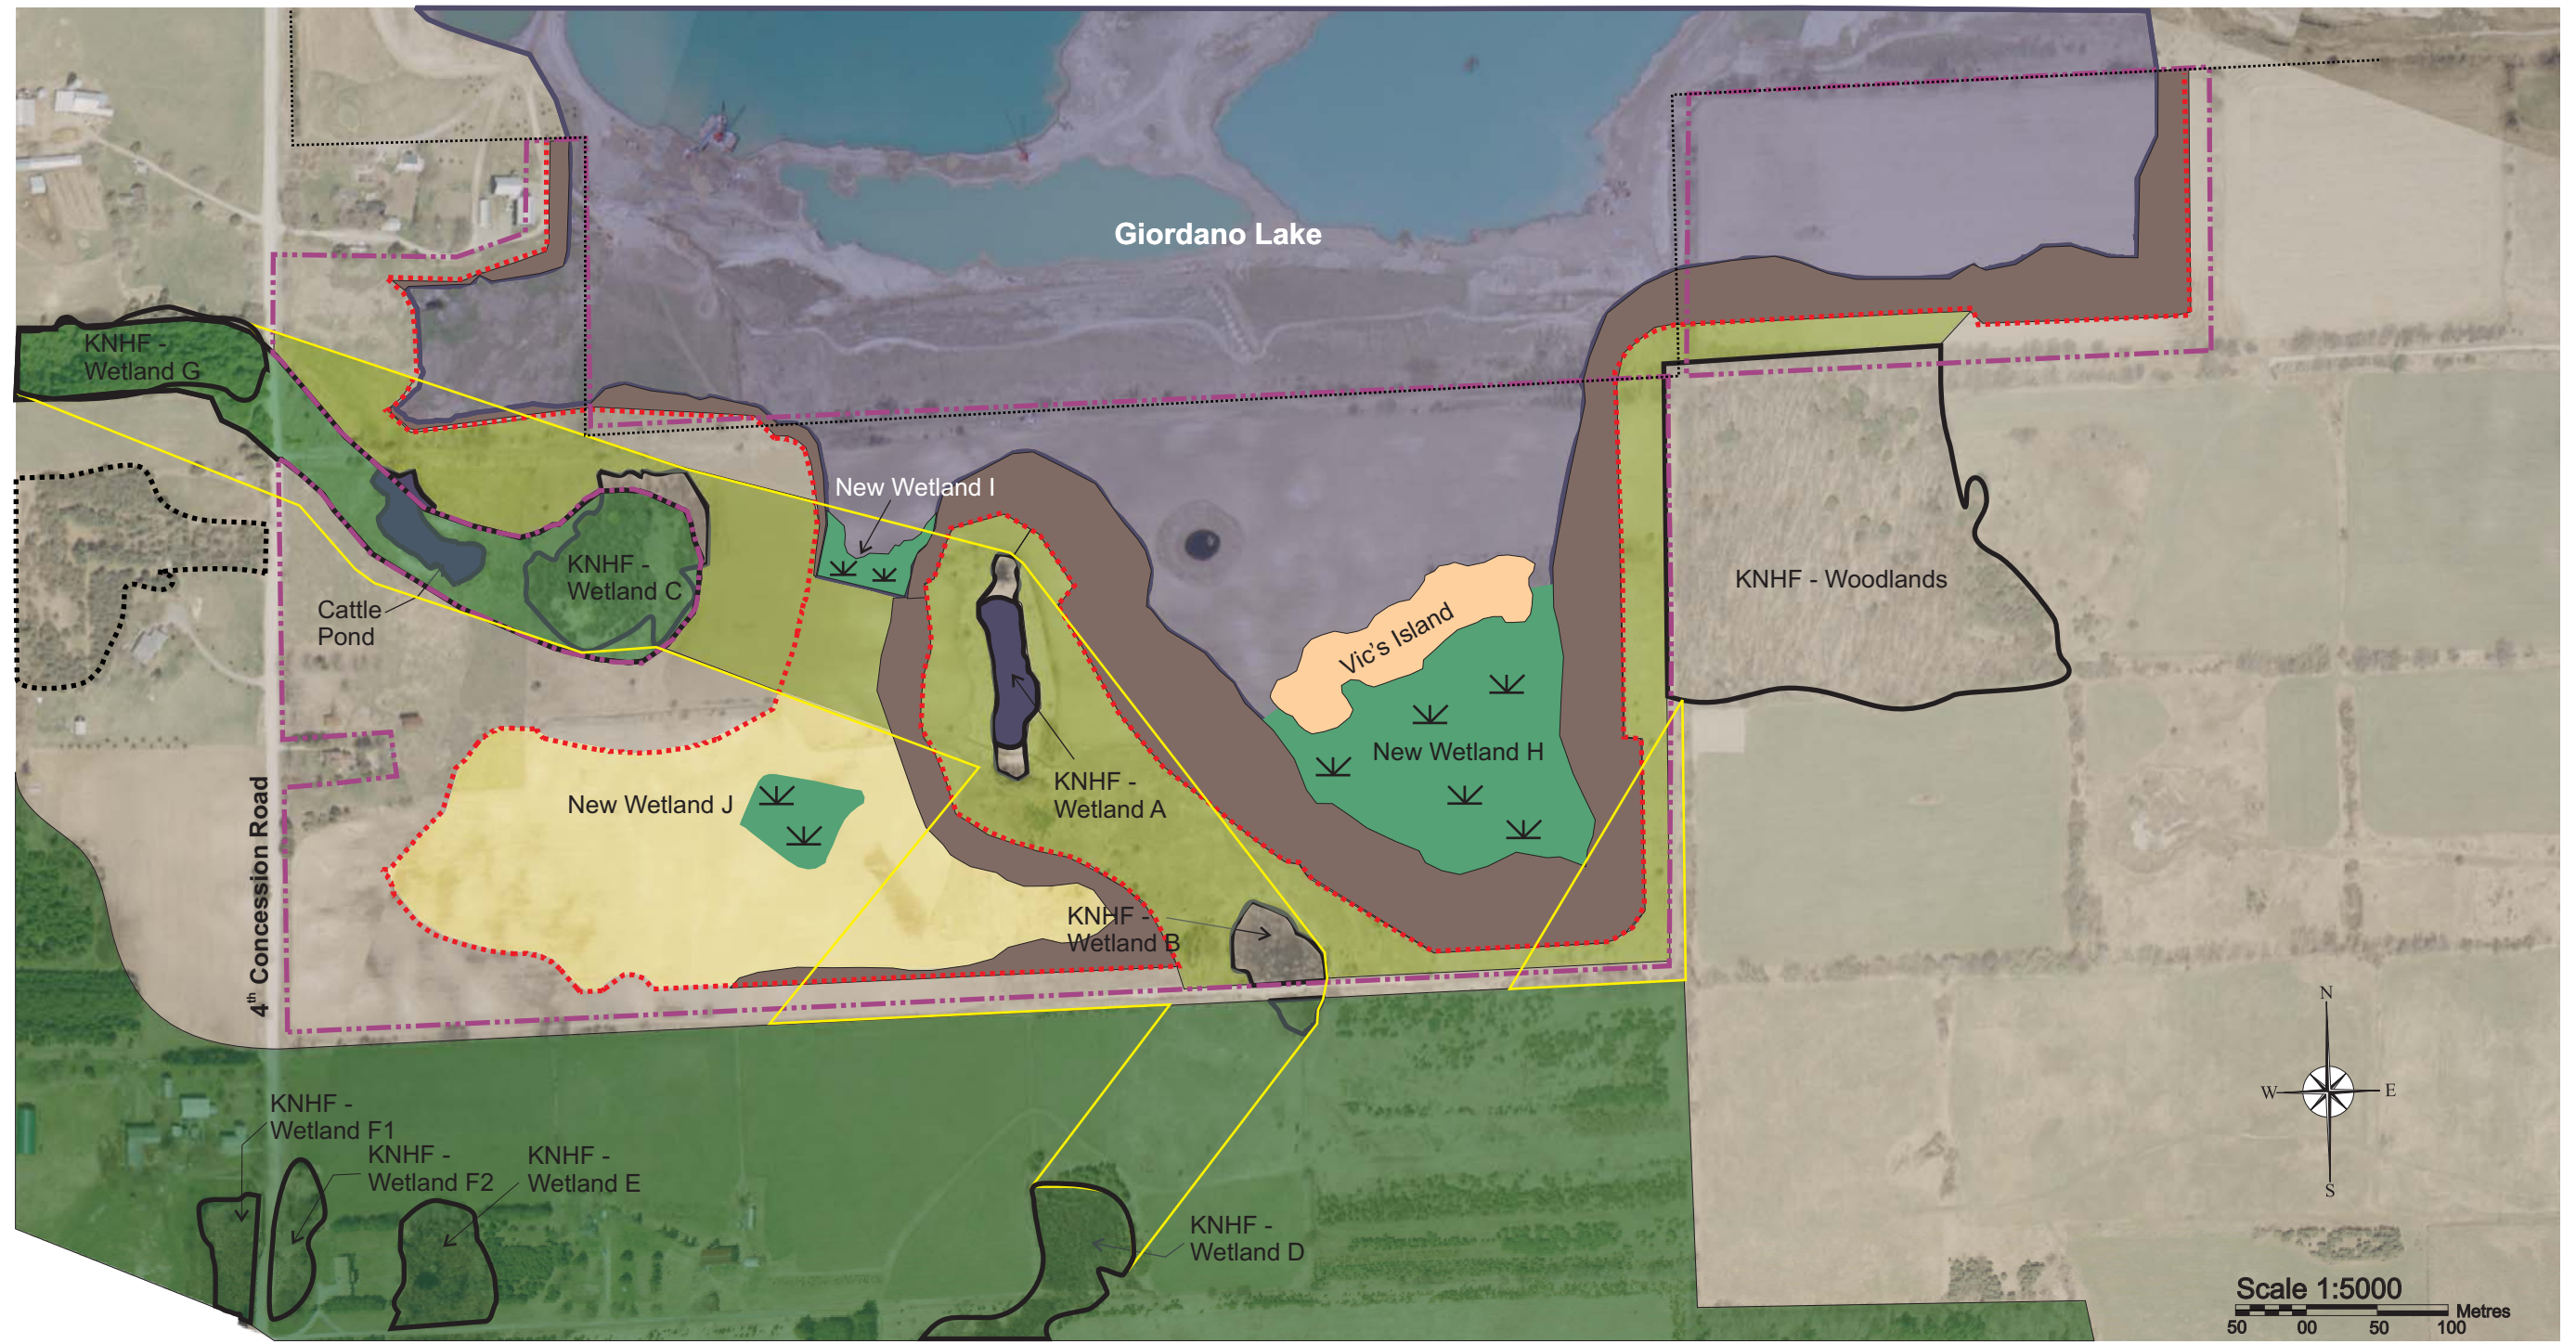 Giordano Lake
KNHF -
Wetland G
New Wetland I
KNHF -
Wetland C
KNHF - Woodlands
Cattle
Pond
Vic's Island
New Wetland H
KNHF -
Wetland A
New Wetland J
4th Concession Road
KNHF -
Wetland B
N
W
E
S
KNHF -
Wetland F1
KNHF -
Wetland F2
KNHF -
Wetland E
KNHF -
Wetland D
Scale 1:5000
Metres
50 00 50 100